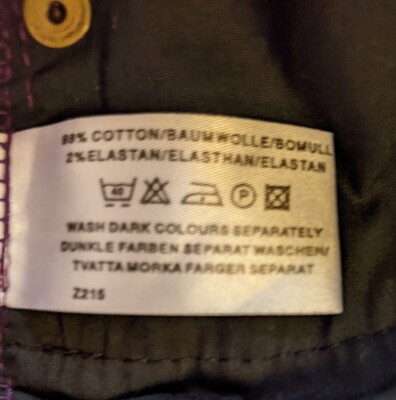 98% COTTON/BAUMWOLLE/BOMULL
2% ELASTAN/ELASTHAN/ELASTAN
40 P
WASH DARK COLOURS SEPARATELY
DUNKLE FARBEN SEPARAT WASCHEN/
TVATTA MORKA FARGER SEPARAT
Z215